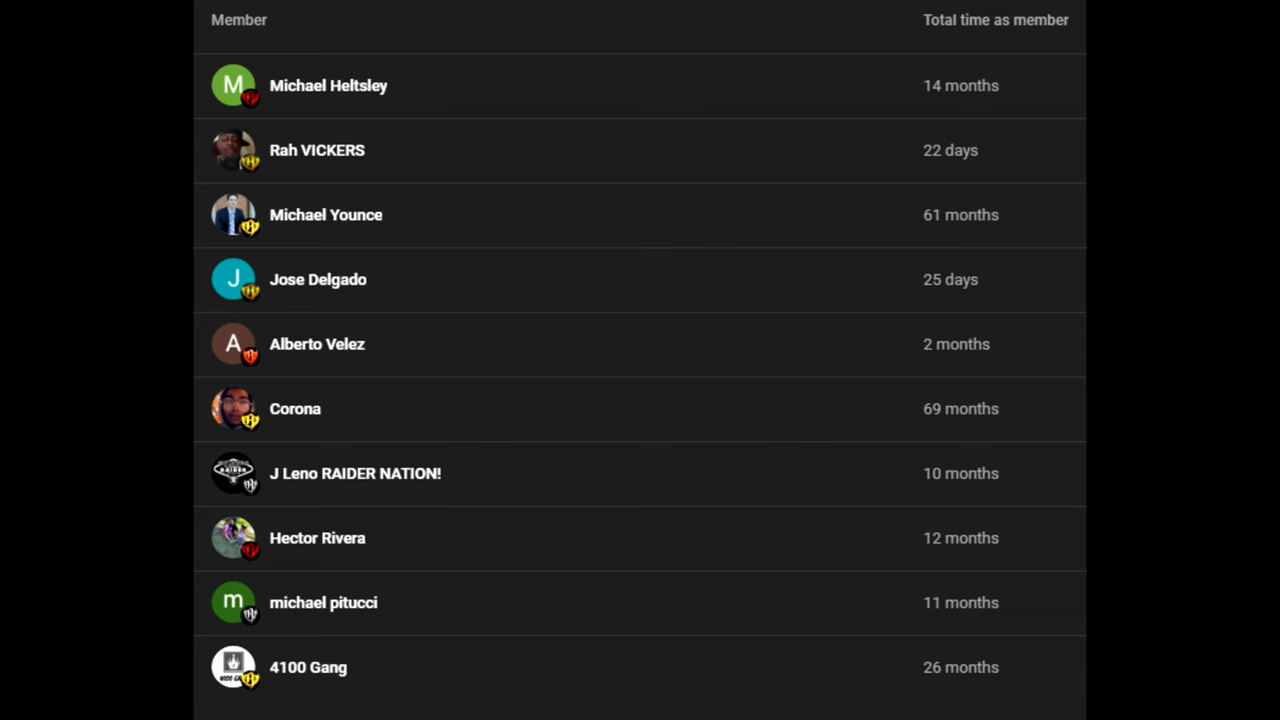 Member Total time as member
M Michael Heltsley 14 months
Rah VICKERS 22 days
Michael Younce 61 months
J Jose Delgado 25 days
A Alberto Velez 2 months
Corona 69 months
RAIDER
J Leno RAIDER NATION! 10 months
Hector Rivera 12 months
m michael pitucci 11 months
4100 Gang 26 months